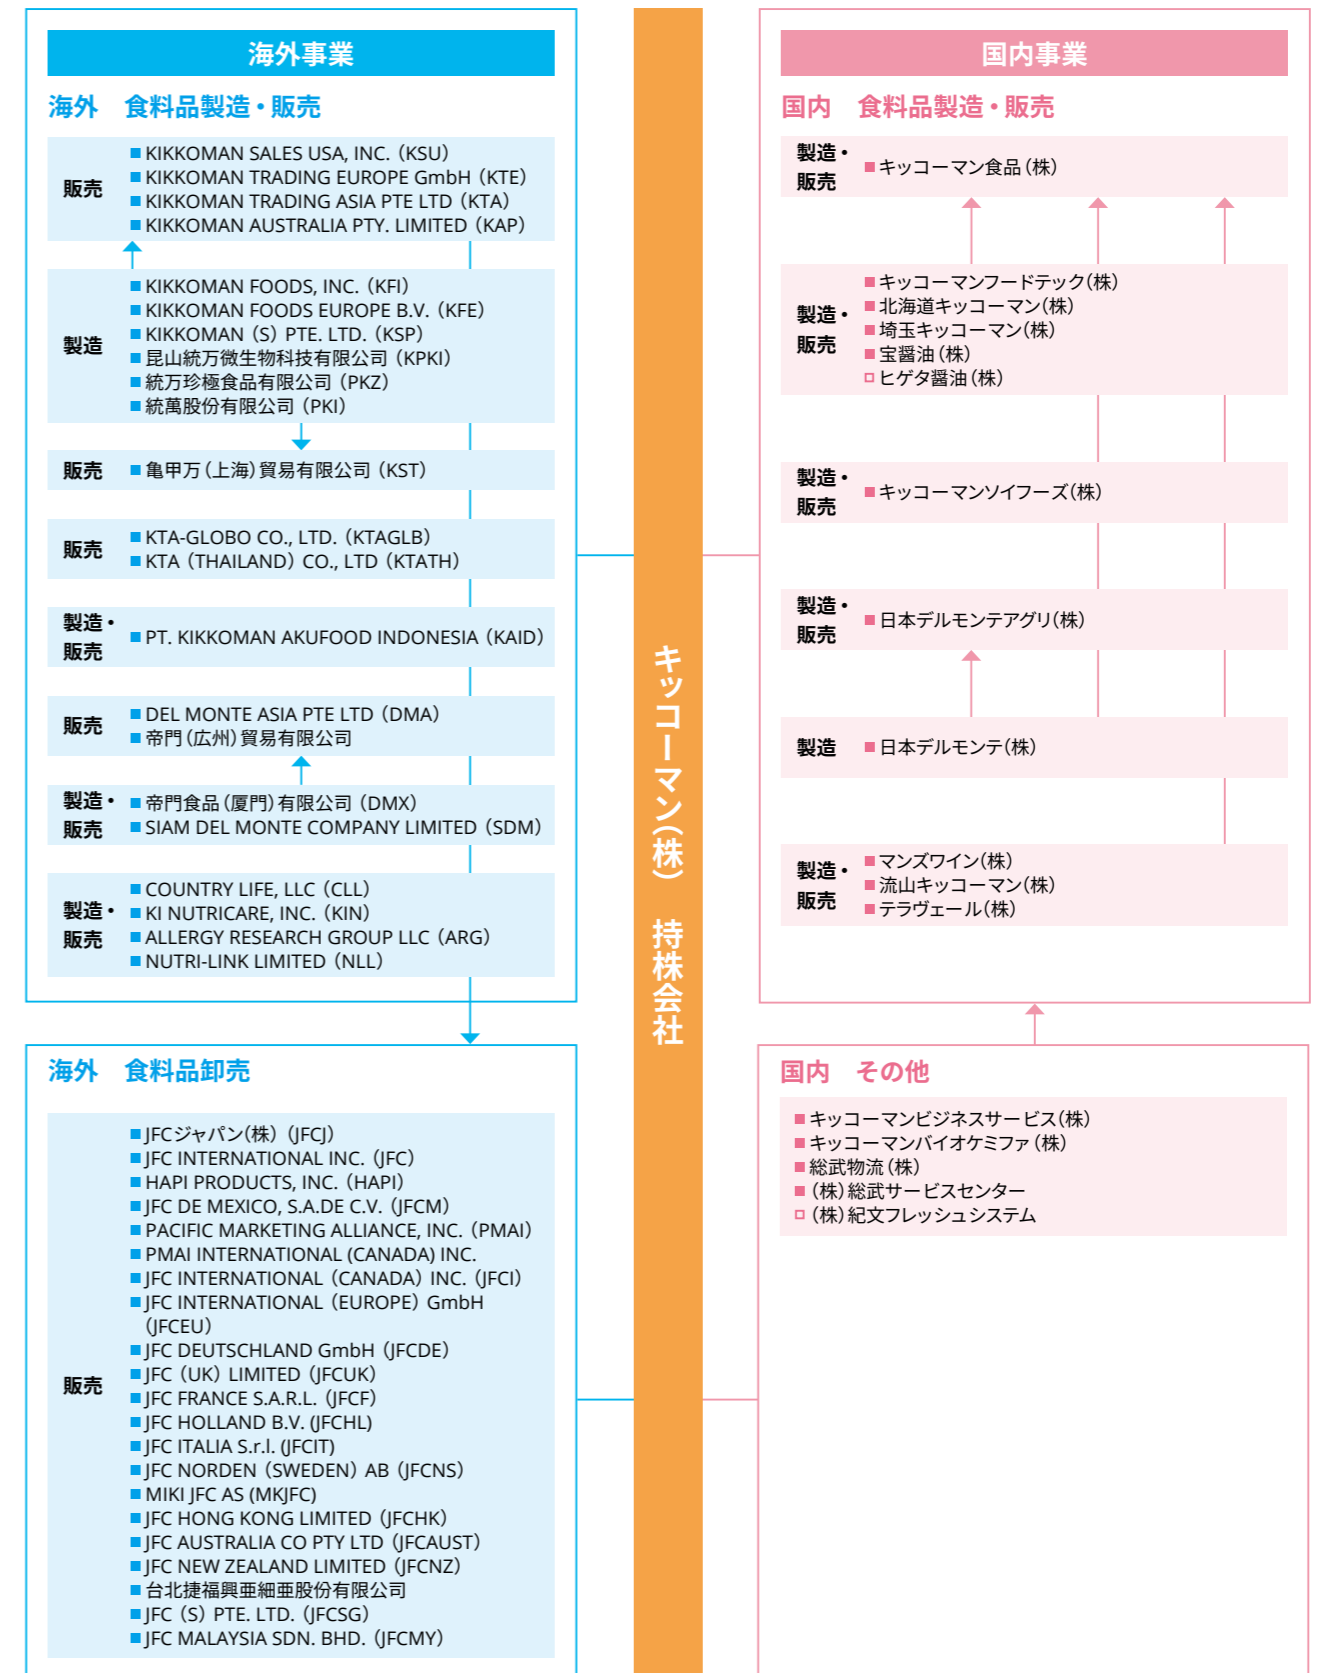 海外事業
海外 食料品製造・販売
販売
■KIKKOMAN SALES USA, INC.（KSU）
■KIKKOMAN TRADING EUROPE GmbH（KTE）
■KIKKOMAN TRADING ASIA PTE LTD（KTA）
■KIKKOMAN AUSTRALIA PTY. LIMITED（KAP）
製造
■KIKKOMAN FOODS, INC.（KFI）
■KIKKOMAN FOODS EUROPE B.V.（KFE）
■KIKKOMAN（S）PTE. LTD.（KSP）
■昆山統万微生物科技有限公司（KPKI）
■統万珍極食品有限公司（PKZ）
■統萬股份有限公司（PKI）
販売
■亀甲万（上海）貿易有限公司（KST）
販売
■KTA-GLOBO CO., LTD.（KTAGLB）
■KTA（THAILAND）CO., LTD（KTATH）
製造・
販売
■PT. KIKKOMAN AKUFOOD INDONESIA（KAID）
販売
■DEL MONTE ASIA PTE LTD（DMA）
■帝門（広州）貿易有限公司
製造・
販売
■帝門食品（厦門）有限公司（DMX）
■SIAM DEL MONTE COMPANY LIMITED（SDM）
製造・
販売
■COUNTRY LIFE, LLC（CLL）
■KI NUTRICARE, INC.（KIN）
■ALLERGY RESEARCH GROUP LLC（ARG）
■NUTRI-LINK LIMITED（NLL）
海外 食料品卸売
販売
■JFCジャパン（株）（JFCJ）
■JFC INTERNATIONAL INC.（JFC）
■HAPI PRODUCTS, INC.（HAPI）
■JFC DE MEXICO, S.A.DE C.V.（JFCM）
■PACIFIC MARKETING ALLIANCE, INC.（PMAI）
■PMAI INTERNATIONAL (CANADA) INC.
■JFC INTERNATIONAL（CANADA）INC.（JFCI）
■JFC INTERNATIONAL（EUROPE）GmbH
（JFCEU）
■JFC DEUTSCHLAND GmbH（JFCDE）
■JFC（UK）LIMITED（JFCUK）
■JFC FRANCE S.A.R.L.（JFCF）
■JFC HOLLAND B.V. (JFCHL)
■JFC ITALIA S.r.l. (JFCIT)
■JFC NORDEN（SWEDEN）AB（JFCNS）
■MIKI JFC AS (MKJFC)
■JFC HONG KONG LIMITED（JFCHK）
■JFC AUSTRALIA CO PTY LTD（JFCAUST）
■JFC NEW ZEALAND LIMITED（JFCNZ）
■台北捷福興亜細亜股份有限公司
■JFC（S）PTE. LTD.（JFCSG）
■JFC MALAYSIA SDN. BHD.（JFCMY）
キッコーマン（株） 持株会社
国内事業
国内 食料品製造・販売
製造・
販売
■キッコーマン食品（株）
製造・
販売
■キッコーマンフードテック（株）
■北海道キッコーマン（株）
■埼玉キッコーマン（株）
■宝醤油（株）
□ヒゲタ醤油（株）
製造・
販売
■キッコーマンソイフーズ（株）
製造・
販売
■日本デルモンテアグリ（株）
製造
■日本デルモンテ（株）
製造・
販売
■マンズワイン（株）
■流山キッコーマン（株）
■テラヴェール（株）
国内 その他
■キッコーマンビジネスサービス（株）
■キッコーマンバイオケミファ（株）
■総武物流（株）
■（株）総武サービスセンター
□（株）紀文フレッシュシステム